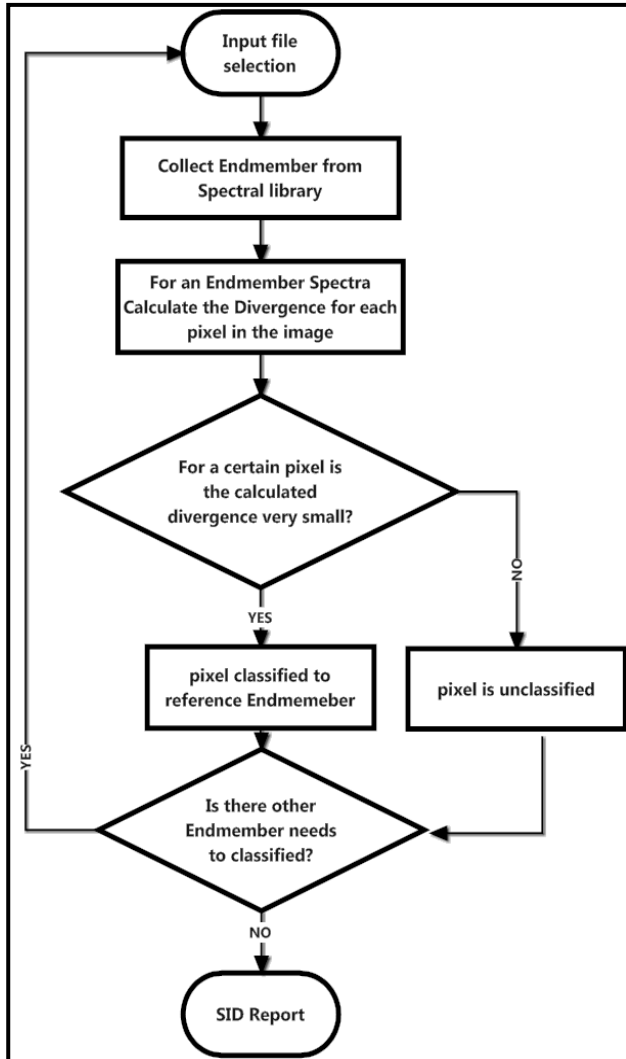 Input file
selection
Collect Endmember from
Spectral library
For an Endmember Spectra
Calculate the Divergence for each
pixel in the image
For a certain pixel is
the calculated
divergence very small?
NO
YES
pixel classified to
reference Endmemeber
pixel is unclassified
YES
Is there other
Endmember needs
to classified?
NO
SID Report